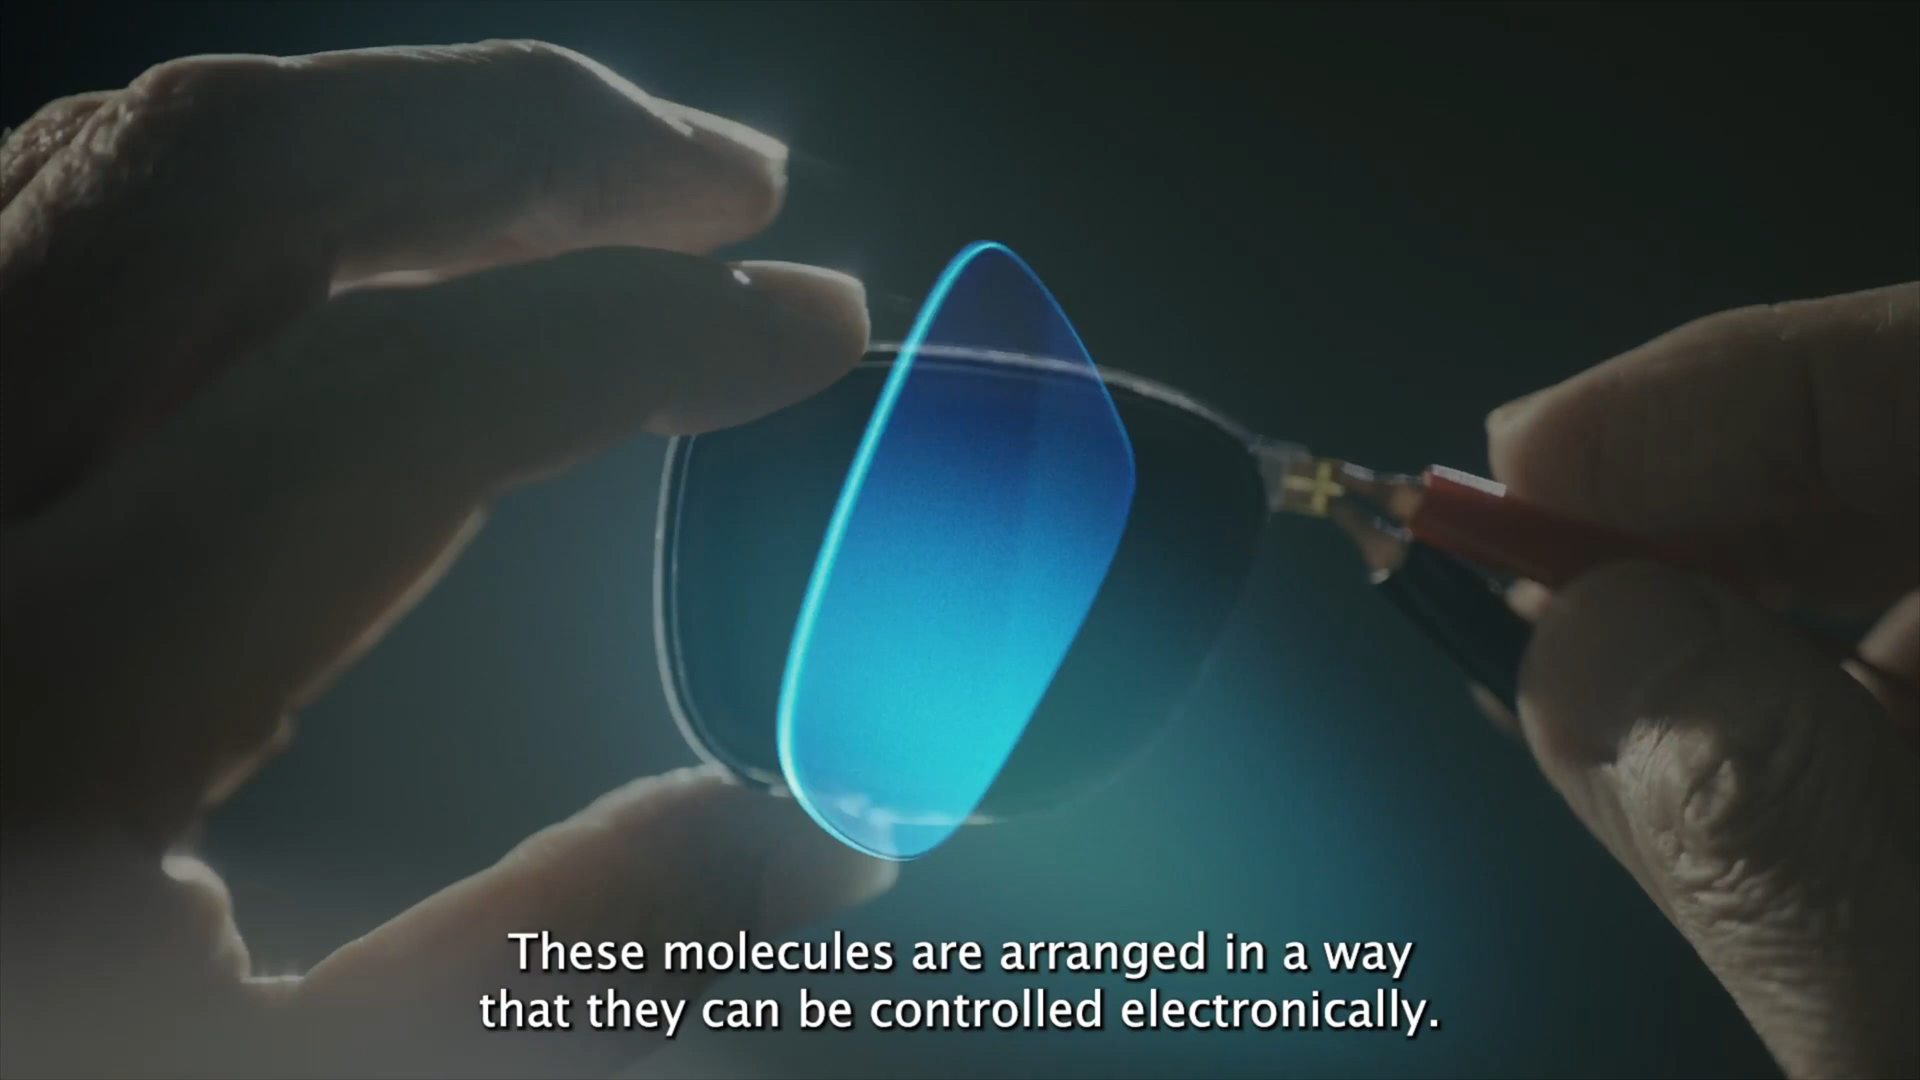 These molecules are arranged in a way
that they can be controlled electronically.